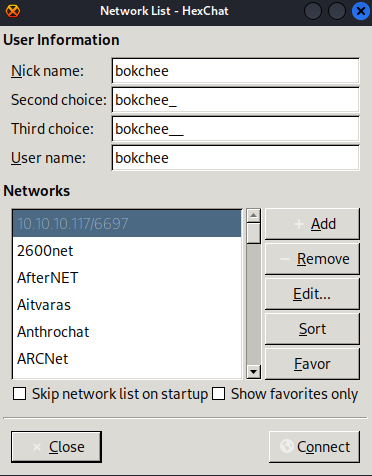 Network List - HexChat
User Information
Nick name: bokchee
Second choice: bokchee_
Third choice: bokchee__
User name: bokchee
Networks
10.10.10.117/6697
2600net
AfterNET
Aitvaras
Anthrochat
ARCNet
Add
Remove
Edit...
Sort
Favor
Skip network list on startup Show favorites only
Close Connect